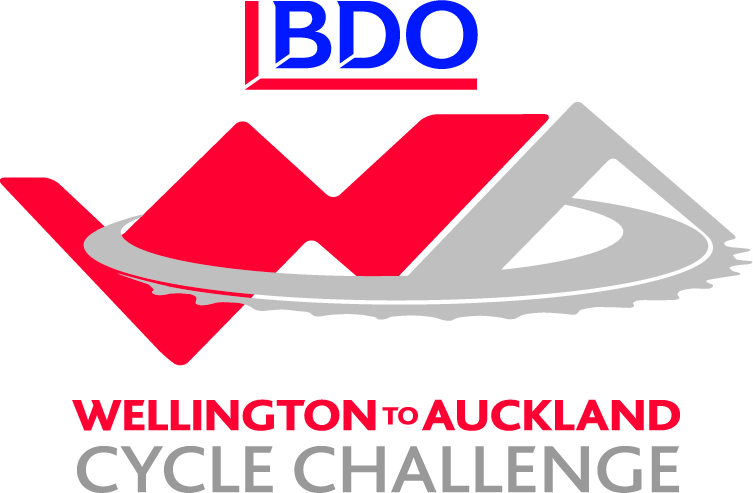 BDO
WELLINGTON TO AUCKLAND
CYCLE CHALLENGE